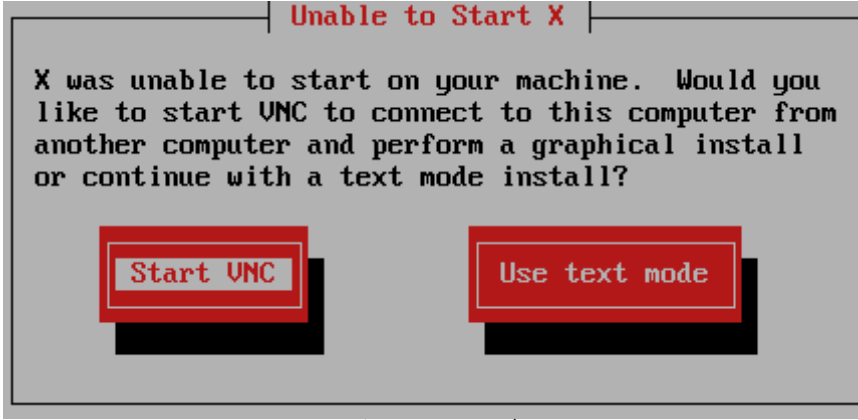 Unable to Start X
X was unable to start on your machine.  Would you
like to start VNC to connect to this computer from
another computer and perform a graphical install
or continue with a text mode install?
Start VNC
Use text mode